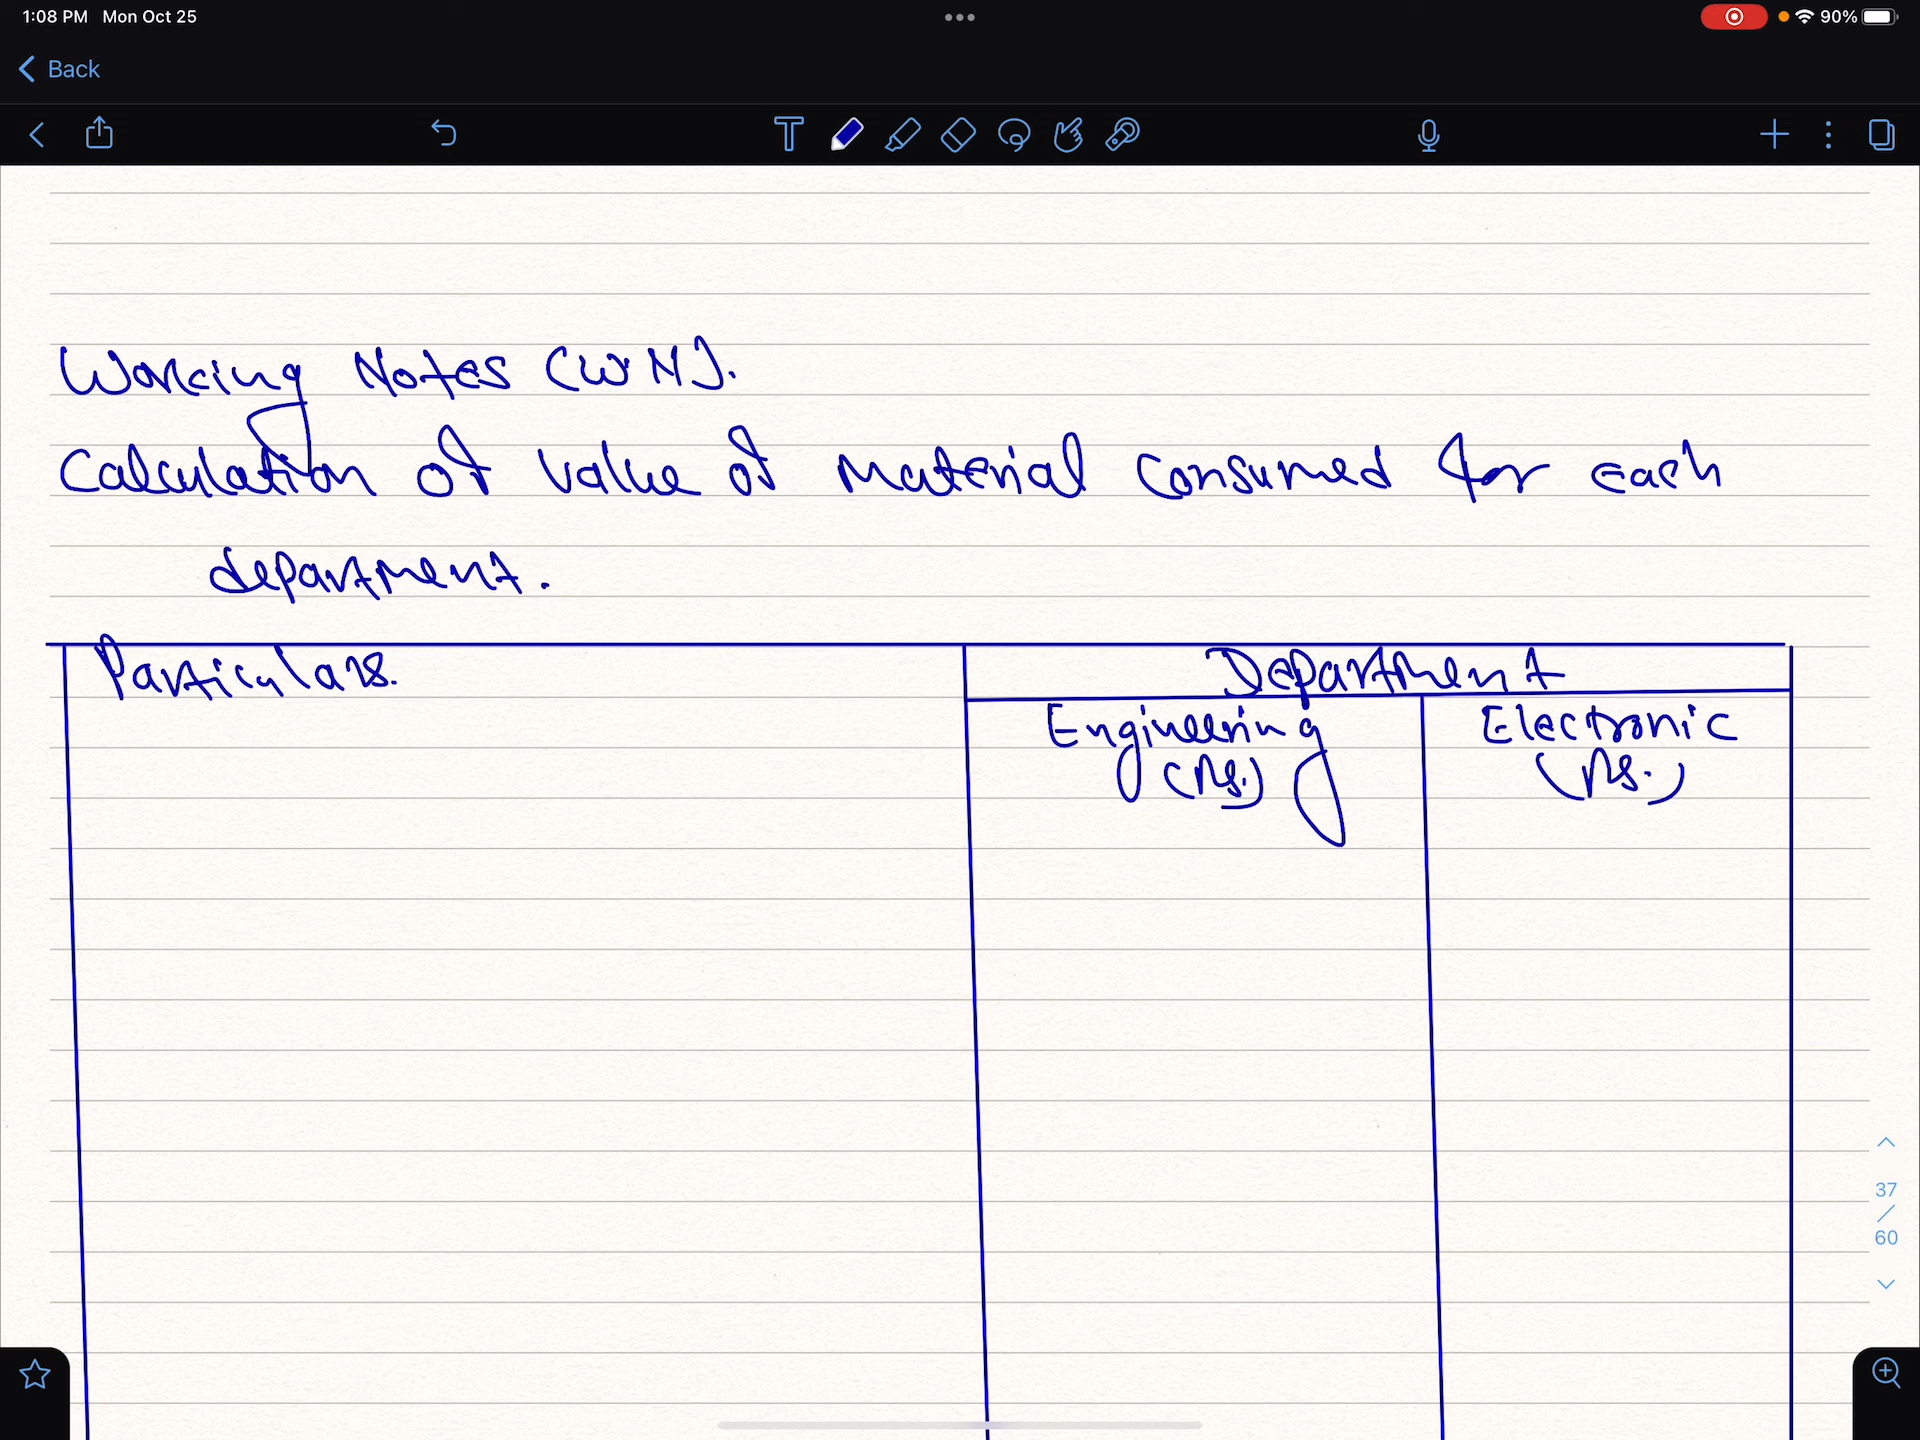 1:08 PM Mon Oct 25
90%
Back
Working Notes (WN).
Calculation of value of Material Consumed for each
department.
Particulars. Department
Engineering Electronic
(Rs.) (Rs.)
37
/
60